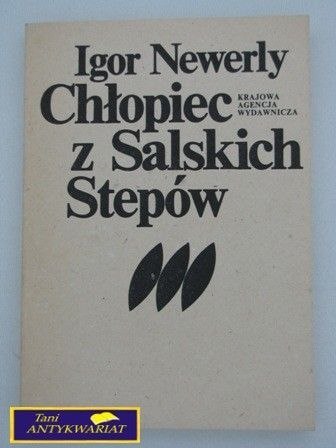 Igor Newerly
Chłopiec
KRAJOWA
AGENCJA
WYDAWNICZA
z Salskich
Stepów
Tani
ANTYKWARIAT